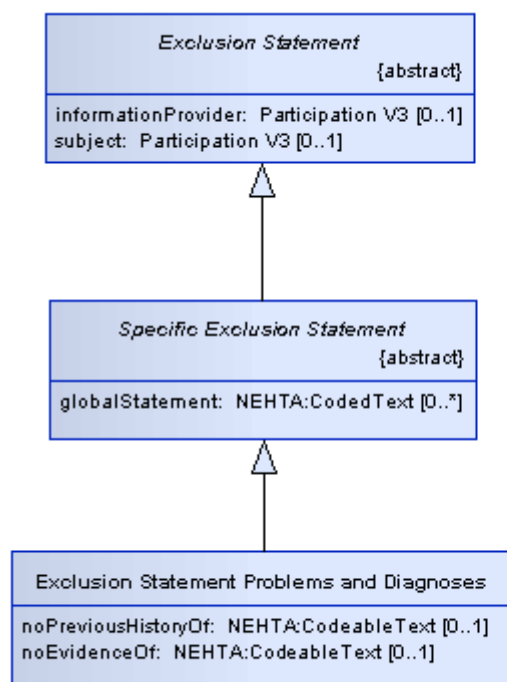 Exclusion Statement
{abstract}
informationProvider: Participation V3 [0..1]
subject: Participation V3 [0..1]
Specific Exclusion Statement
{abstract}
globalStatement: NEHTA:CodedText [0..*]
Exclusion Statement Problems and Diagnoses
noPreviousHistoryOf: NEHTA:CodeableText [0..1]
noEvidenceOf: NEHTA:CodeableText [0..1]